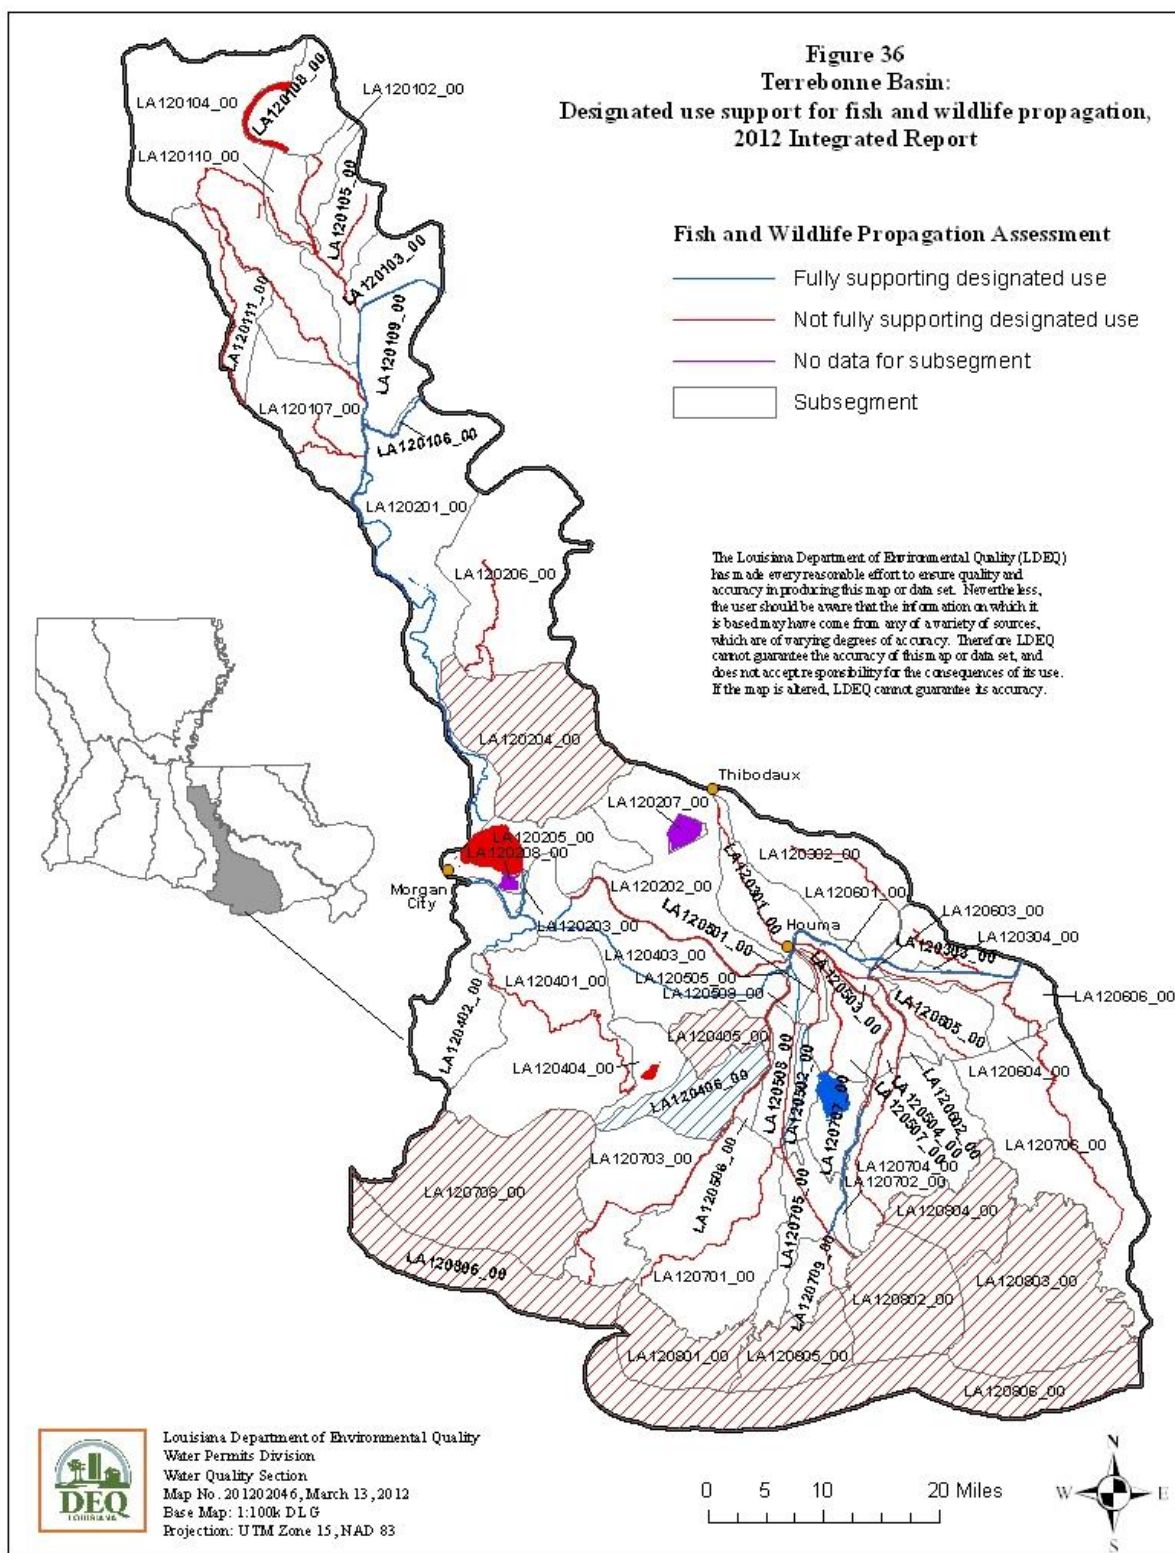 Figure 36
Terrebonne Basin:
Designated use support for fish and wildlife propagation,
2012 Integrated Report
Fish and Wildlife Propagation Assessment
Fully supporting designated use
Not fully supporting designated use
No data for subsegment
Subsegment
LA120108_00
LA120104_00
LA120102_00
LA120110_00
LA120105_00
LA120103_00
LA120111_00
LA120109_00
LA120107_00
LA120106_00
LA120201_00
LA120206_00
The Louisiana Department of Environmental Quality (LDEQ)
has made every reasonable effort to ensure quality and
accuracy in producing this map or data set. Nevertheless,
the user should be aware that the information on which it
is based may have come from any of a variety of sources,
which are of varying degrees of accuracy. Therefore LDEQ
cannot guarantee the accuracy of this map or data set, and
does not accept responsibility for the consequences of its use.
If the map is altered, LDEQ cannot guarantee its accuracy.
LA120204_00
Thibodaux
LA120207_00
LA120205_00
LA120208_00
LA120302_00
Morgan
City
LA120202_00
LA120301_00
LA120601_00
LA120203_00
LA120501_00
Houma
LA120603_00
LA120304_00
LA120303_00
LA120403_00
LA120401_00
LA120505_00
LA120509_00
LA120503_00
LA120606_00
LA120402_00
LA120605_00
LA120405_00
LA120404_00
LA120406_00
LA120508_00
LA120502_00
LA120707_00
LA120604_00
LA120602_00
LA120504_00
LA120507_00
LA120706_00
LA120703_00
LA120506_00
LA120704_00
LA120702_00
LA120708_00
LA120705_00
LA120804_00
LA120806_00
LA120701_00
LA120709_00
LA120803_00
LA120802_00
LA120801_00
LA120805_00
LA120806_00
DEQ
LOUISIANA
Louisiana Department of Environmental Quality
Water Permits Division
Water Quality Section
Map No. 201202046, March 13, 2012
Base Map: 1:100k DLG
Projection: UTM Zone 15, NAD 83
0 5 10 20 Miles
N
W E
S